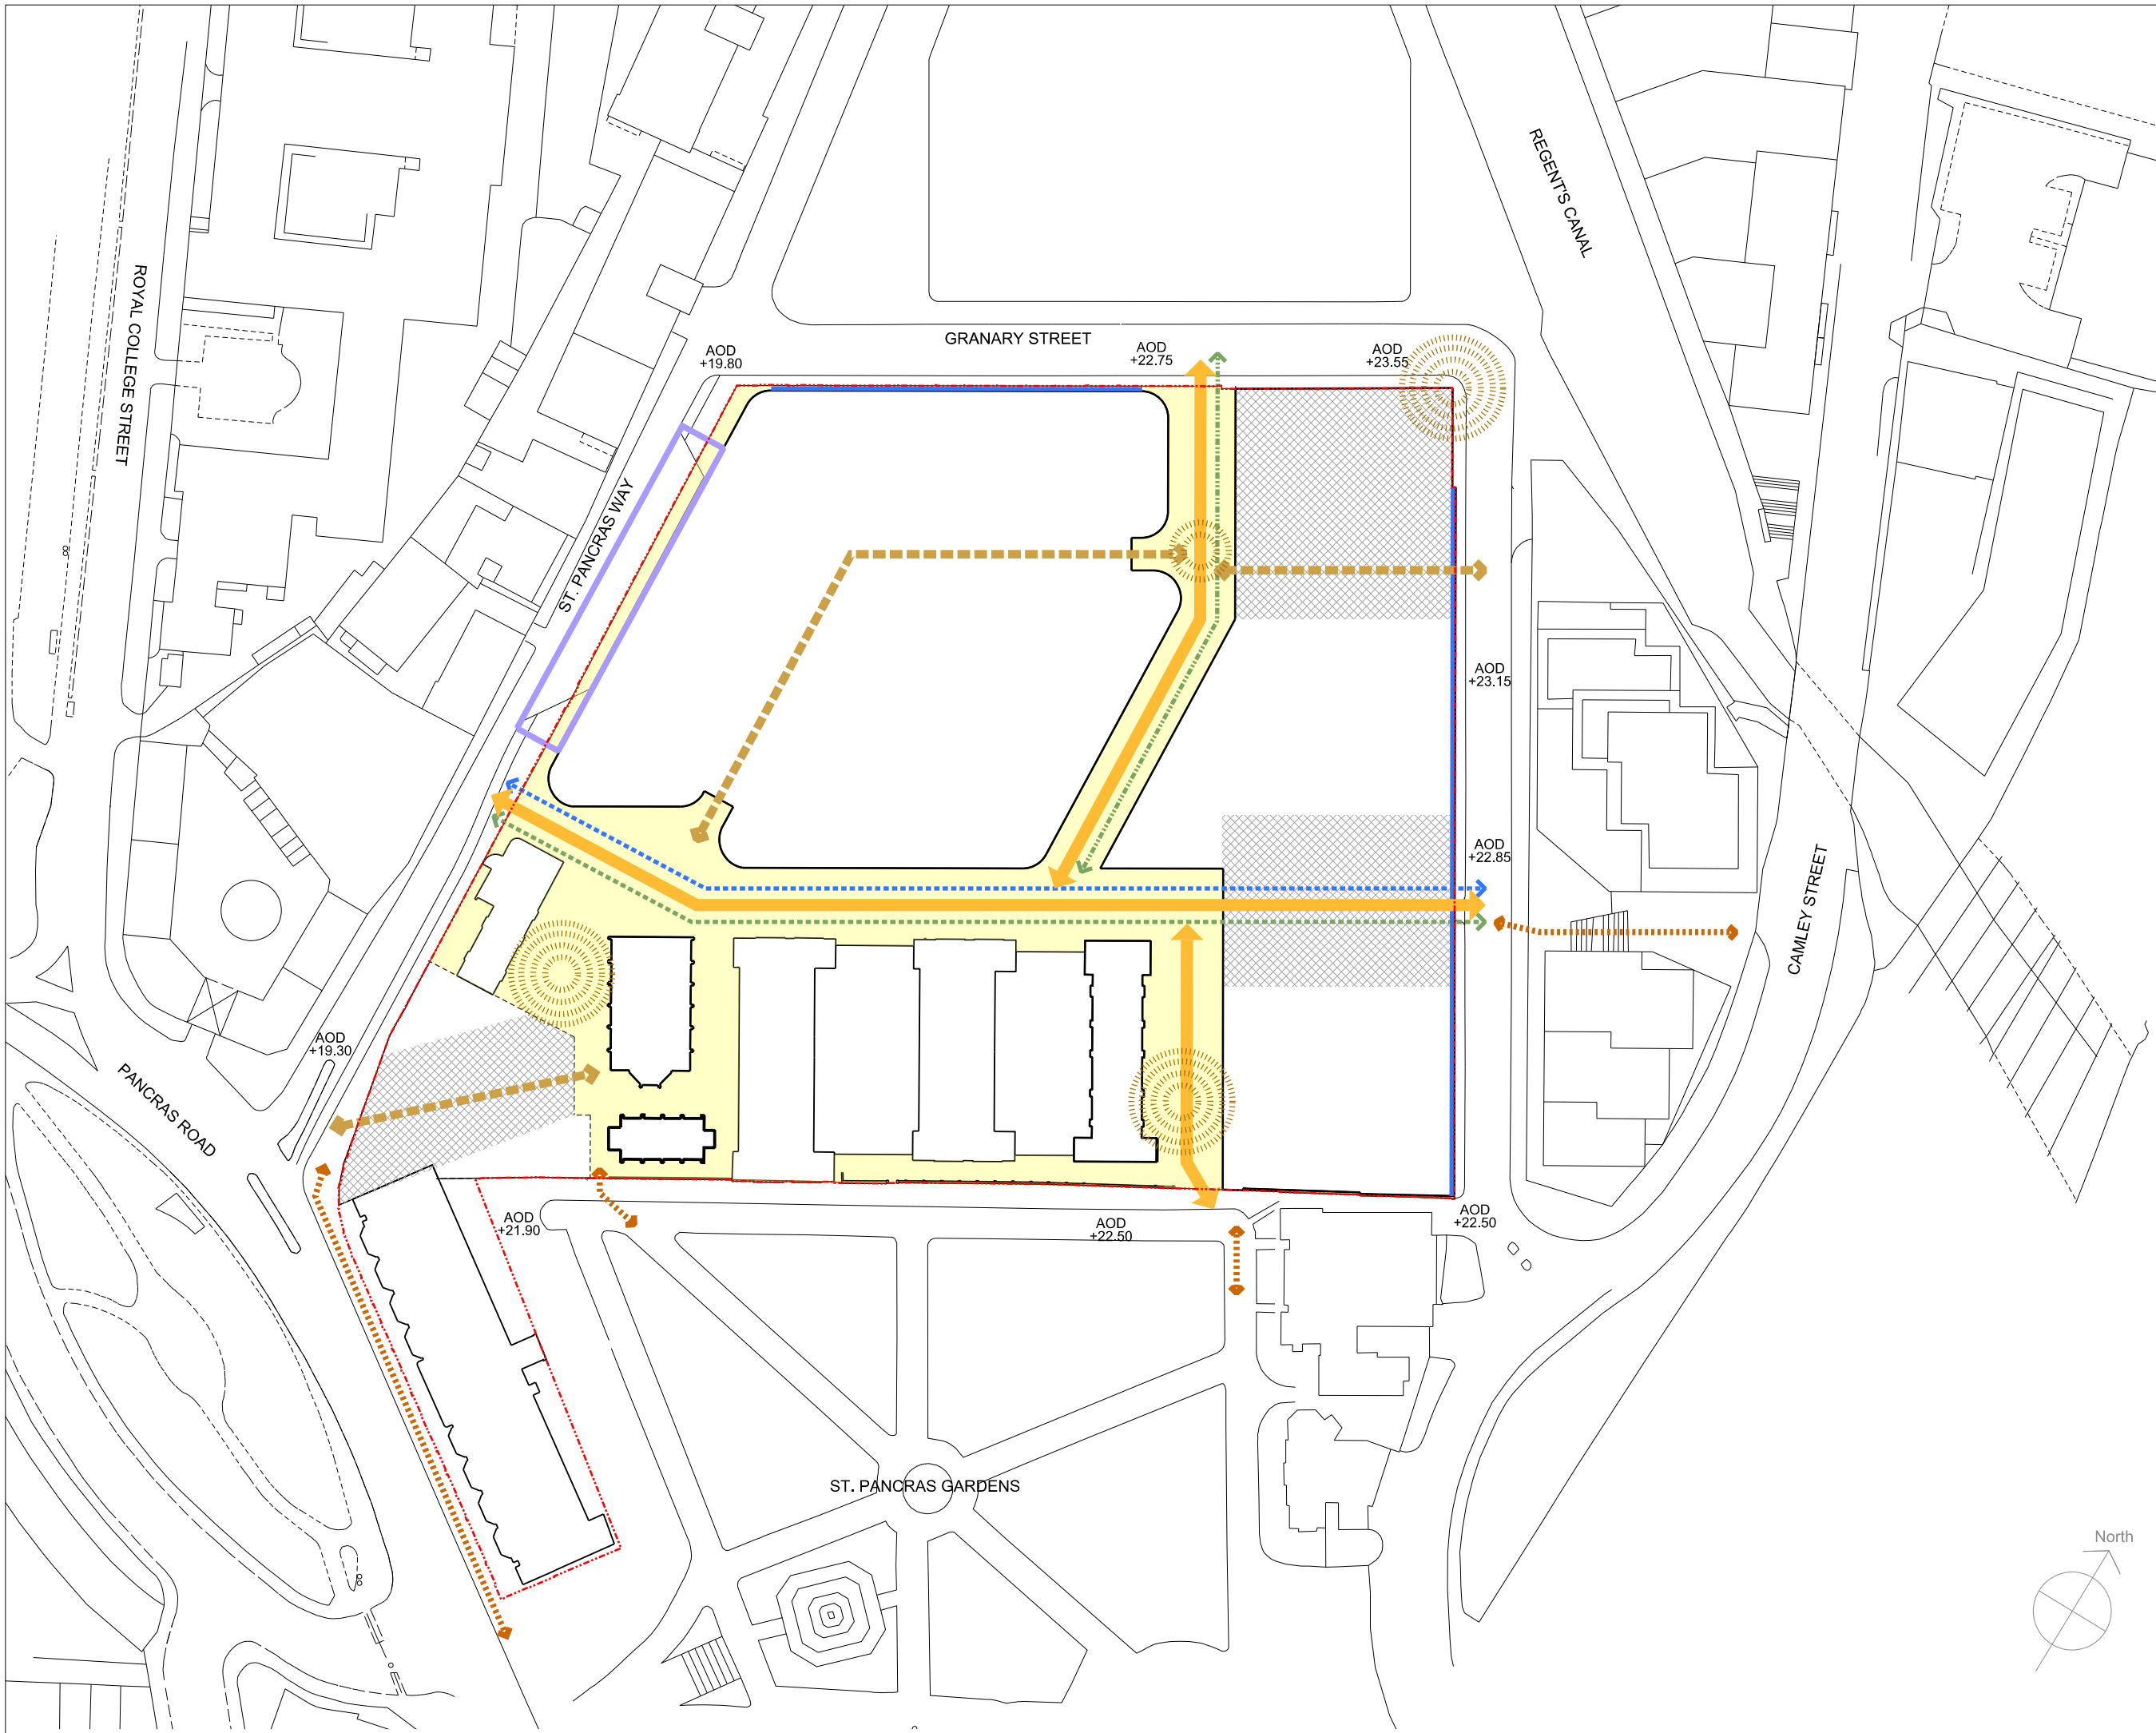 REGENT'S CANAL
ROYAL COLLEGE STREET
GRANARY STREET
AOD
+19.80
AOD
+22.75
AOD
+23.55
ST. PANCRAS WAY
AOD
+23.15
AOD
+22.85
CAMLEY STREET
AOD
+19.30
PANCRAS ROAD
AOD
+21.90
AOD
+22.50
AOD
+22.50
ST. PANCRAS GARDENS
North